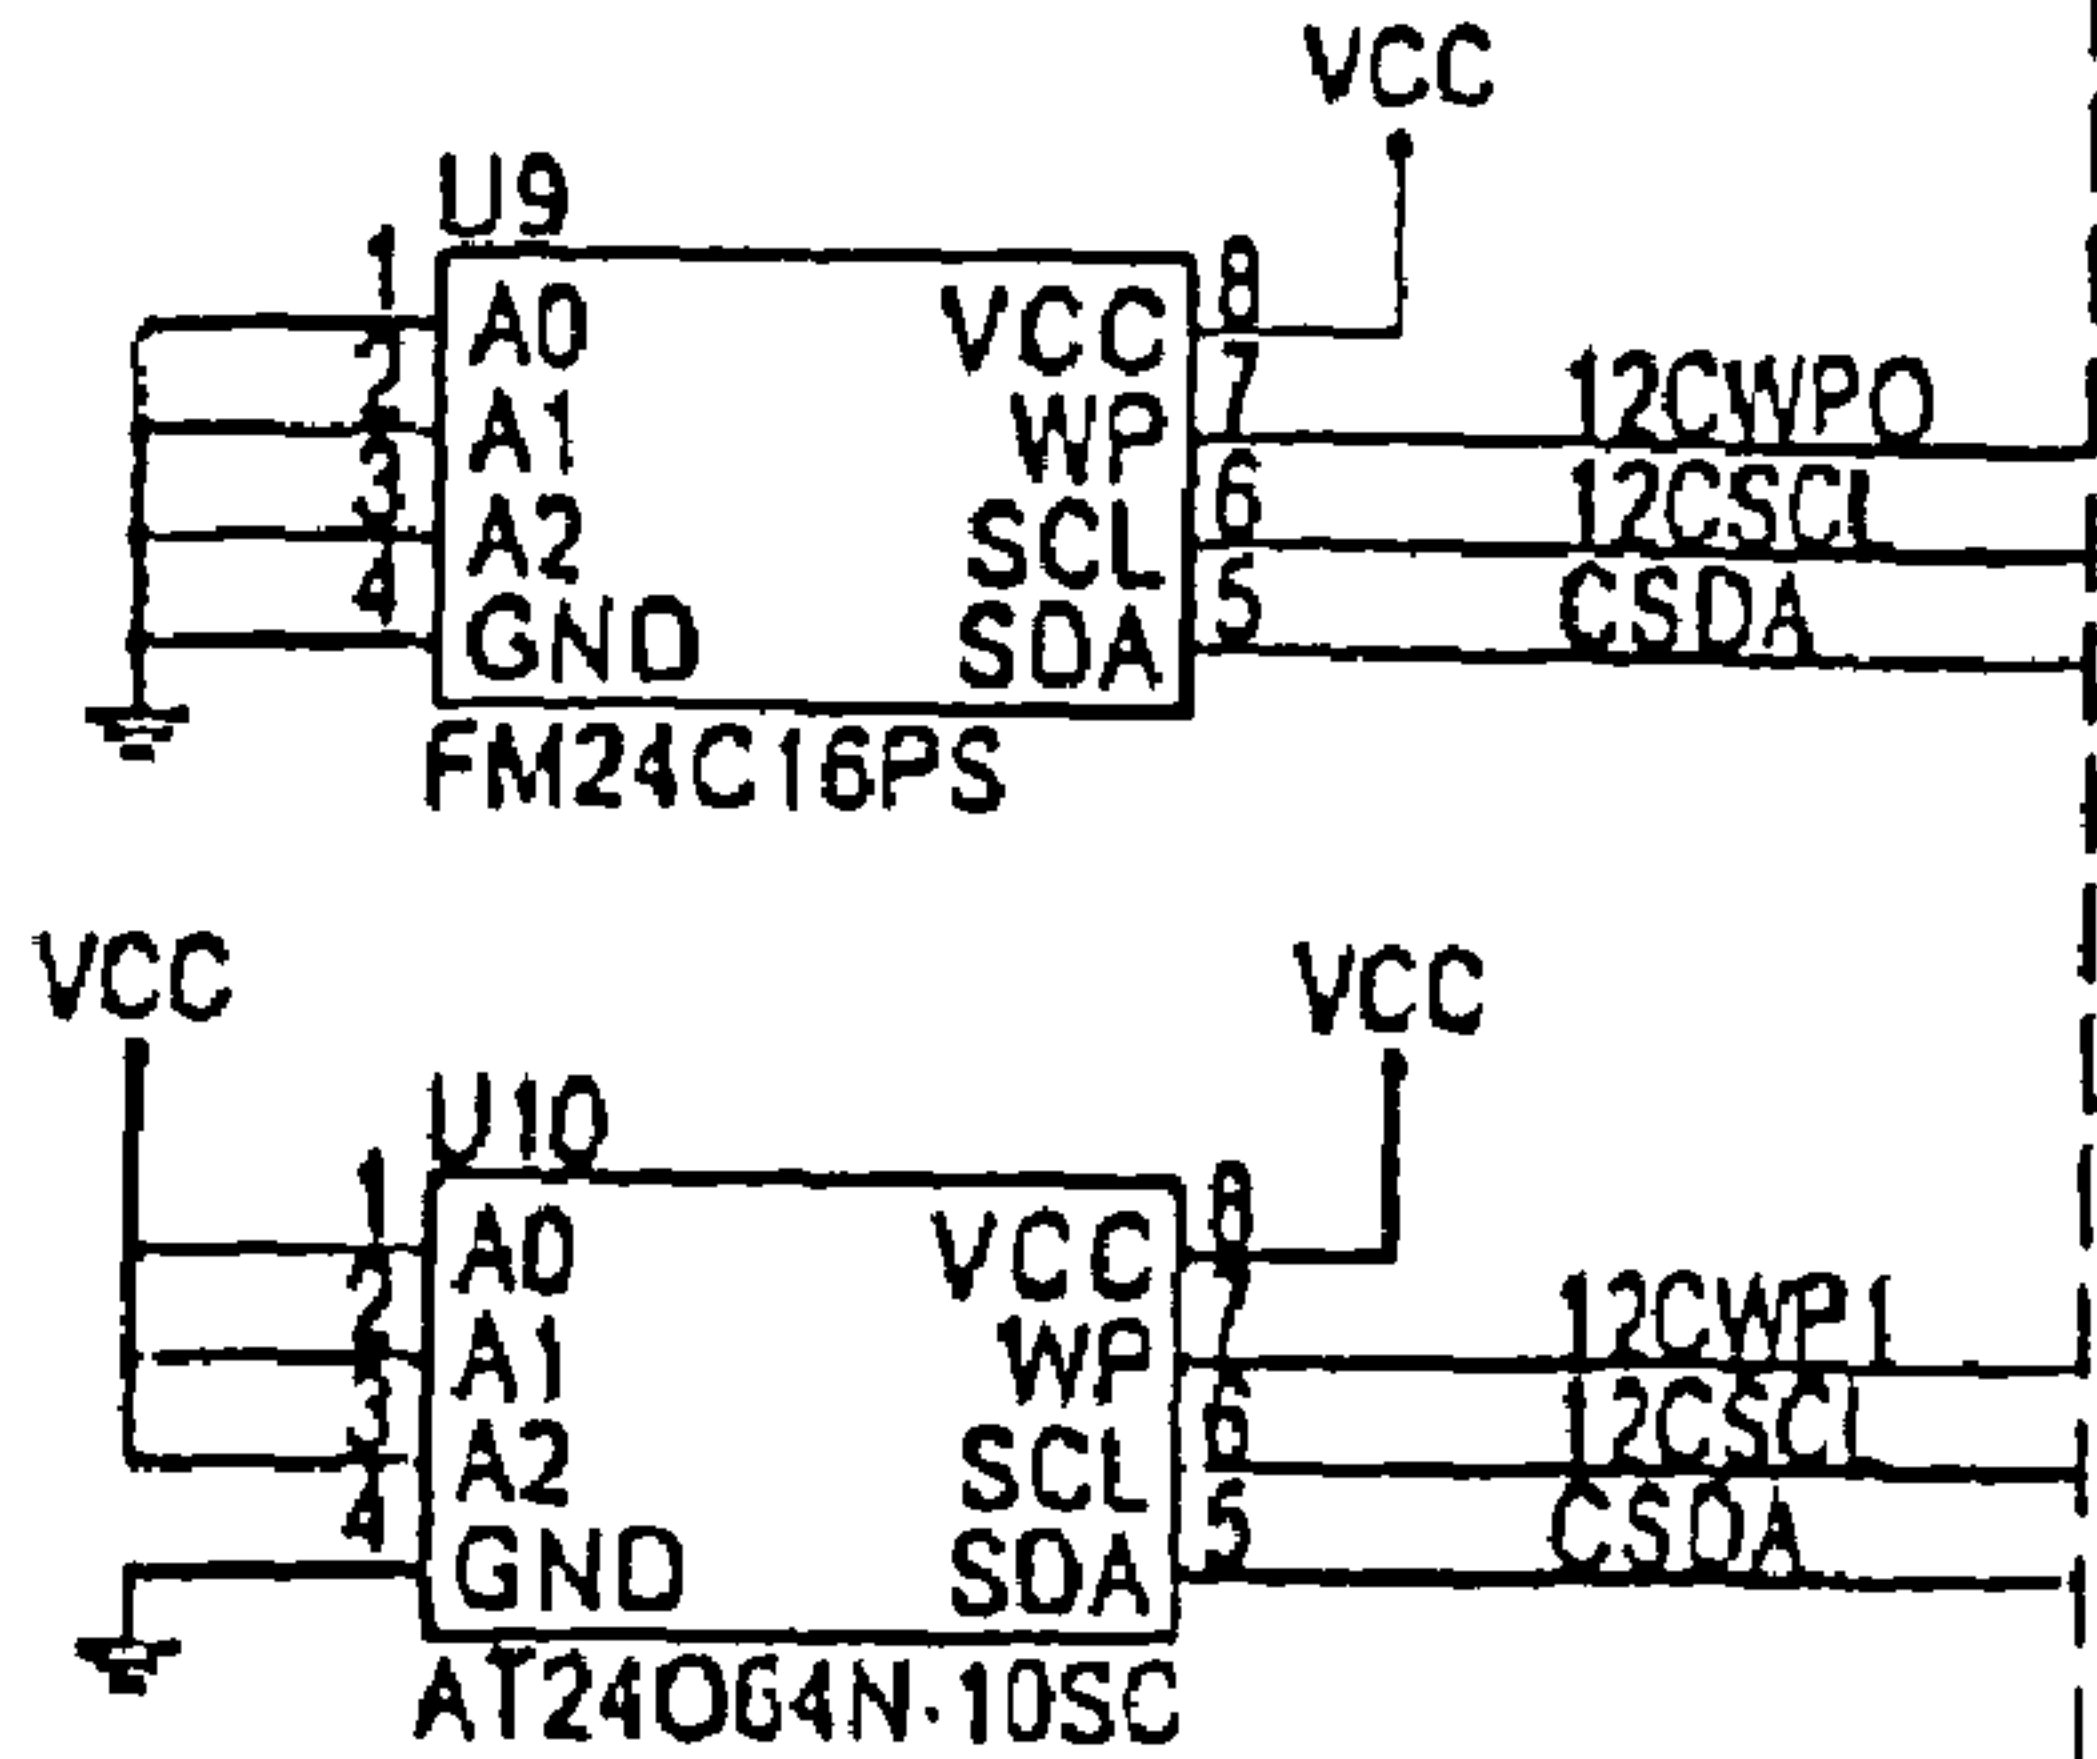 VCC
U9
1 A0 VCC 8
2 A1 WP 7 12CWPO
3 A2 SCL 6 12CSCL
4 GND SDA 5 CSDA
FM24C16PS
VCC VCC
U10
1 A0 VCC 8
2 A1 WP 7 12CWP1
3 A2 SCL 6 12CSCL
4 GND SDA 5 CSDA
AT24064N.10SC